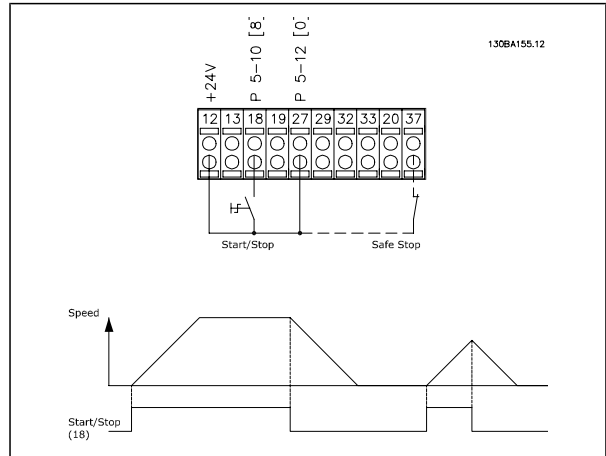 130BA155.12
+24V
P 5-10 [8]
P 5-12 [0]
12 13 18 19 27 29 32 33 20 37
Start/Stop
Safe Stop
Speed
Start/Stop
(18)